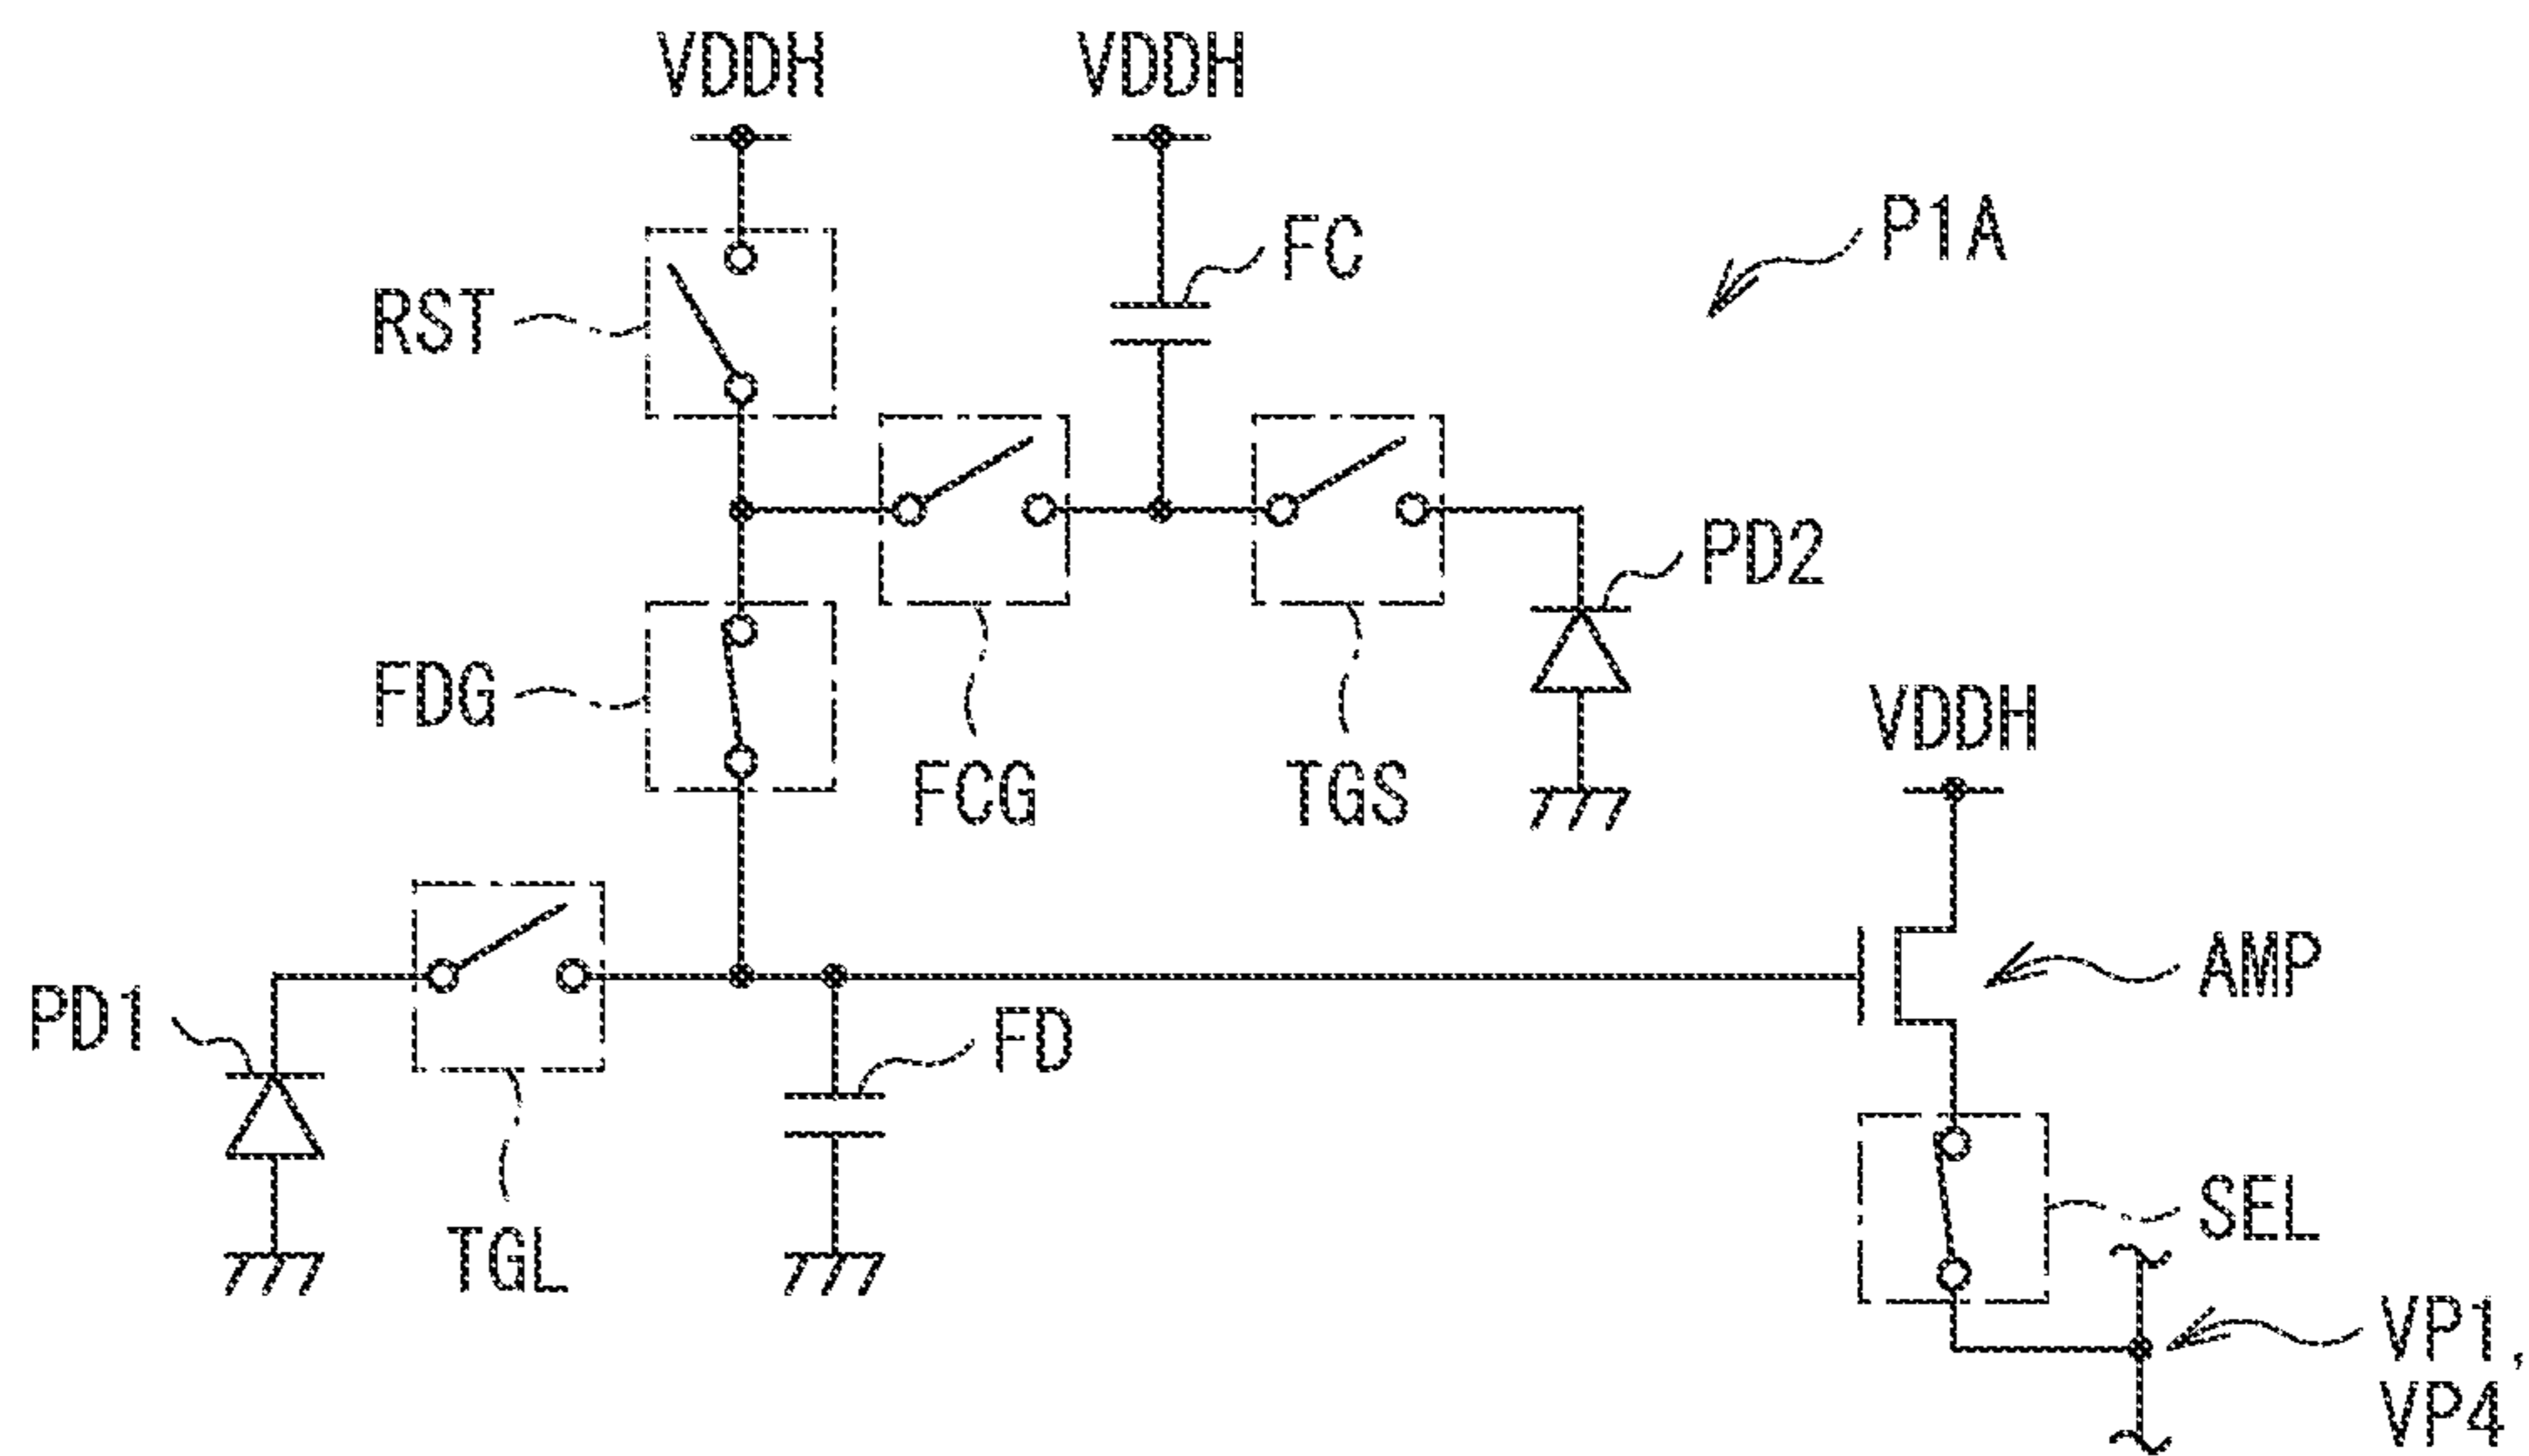 VDDH
VDDH
P1A
FC
RST
PD2
FDG
FCG
TGS
VDDH
AMP
PD1
FD
SEL
TGL
VP1,
VP4